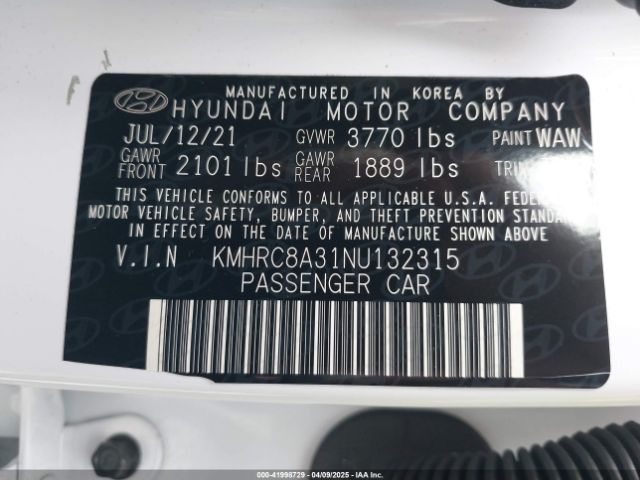 MANUFACTURED IN KOREA BY
HYUNDAI MOTOR COMPANY
JUL/12/21 GVWR 3770 lbs PAINT WAW
GAWR FRONT 2101 lbs GAWR REAR 1889 lbs
THIS VEHICLE CONFORMS TO ALL APPLICABLE U.S.A.
MOTOR VEHICLE SAFETY, BUMPER, AND THEFT PREVENTION
IN EFFECT ON THE DATE OF MANUFACTURE SHOWN ABOVE.
V.I.N KMHRC8A31NU132315
PASSENGER CAR
000-41998729 - 04/09/2025 - IAA Inc.